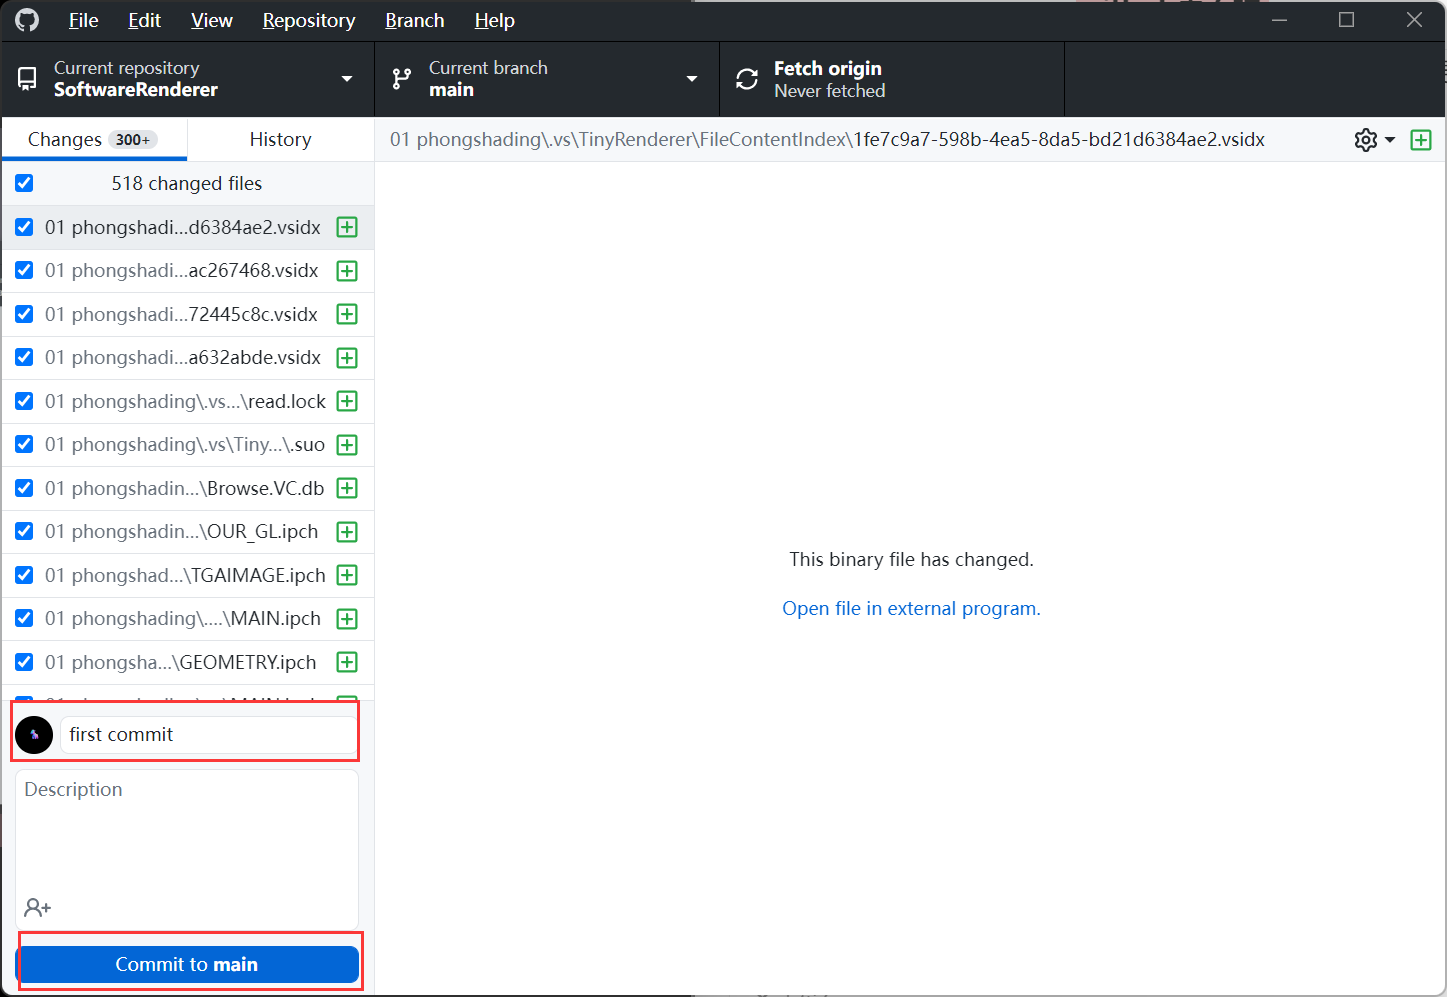 File Edit View Repository Branch Help
Current repository
SoftwareRenderer
Current branch
main
Fetch origin
Never fetched
Changes 300+
History
01 phongshading\.vs\TinyRenderer\FileContentIndex\1fe7c9a7-598b-4ea5-8da5-bd21d6384ae2.vsidx
518 changed files
01 phongshadi...d6384ae2.vsidx
01 phongshadi...ac267468.vsidx
01 phongshadi...72445c8c.vsidx
01 phongshadi...a632abde.vsidx
01 phongshading\.vs...\read.lock
01 phongshading\.vs\Tiny...\.suo
01 phongshadin...\Browse.VC.db
01 phongshadin...\OUR_GL.ipch
01 phongshad...\TGAIMAGE.ipch
01 phongshading\....\MAIN.ipch
01 phongsha...\GEOMETRY.ipch
This binary file has changed.
Open file in external program.
first commit
Description
Commit to main